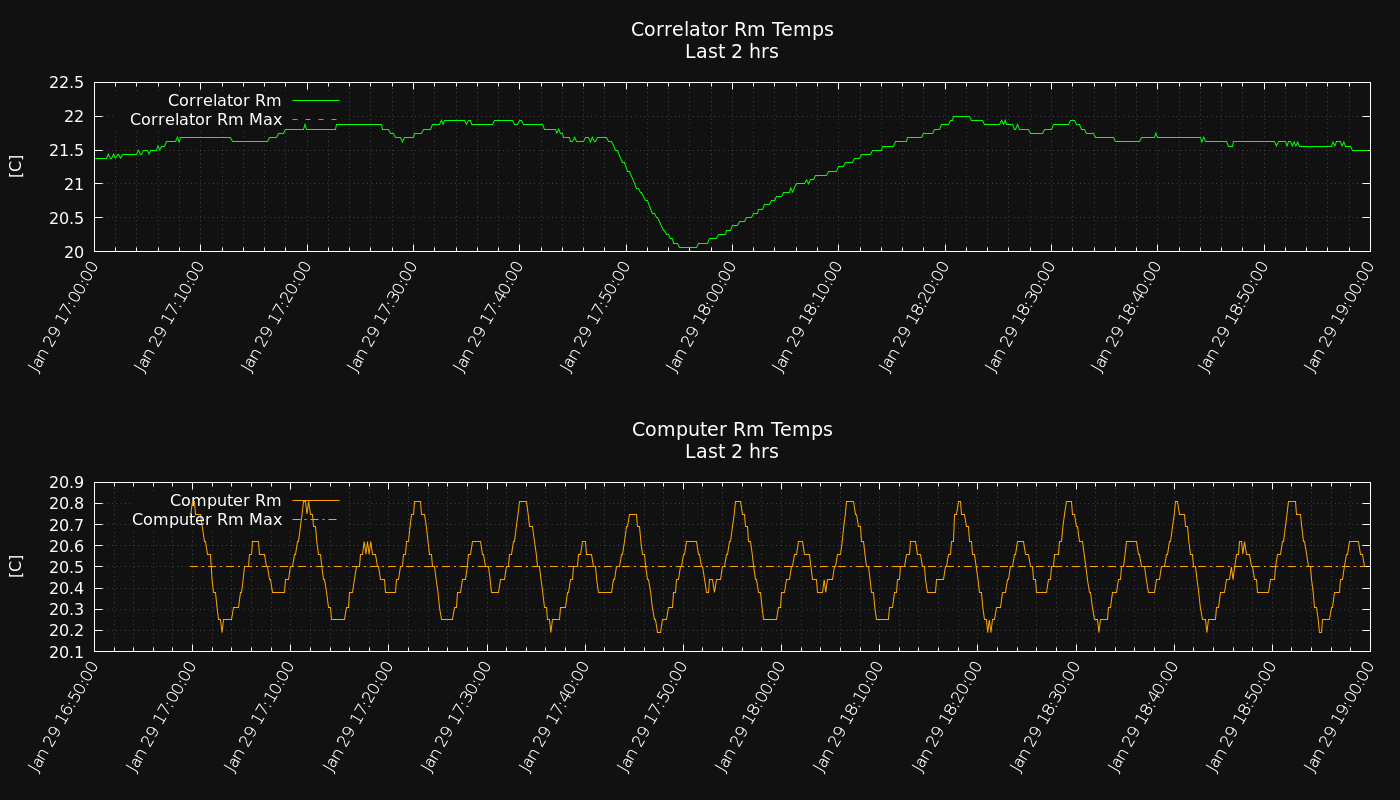 Correlator Rm Temps
Last 2 hrs
Correlator Rm
Correlator Rm Max
[C]
22.5
22
21.5
21
20.5
20
Jan 29 17:00:00
Jan 29 17:10:00
Jan 29 17:20:00
Jan 29 17:30:00
Jan 29 17:40:00
Jan 29 17:50:00
Jan 29 18:00:00
Jan 29 18:10:00
Jan 29 18:20:00
Jan 29 18:30:00
Jan 29 18:40:00
Jan 29 18:50:00
Jan 29 19:00:00
Computer Rm Temps
Last 2 hrs
Computer Rm
Computer Rm Max
[C]
20.9
20.8
20.7
20.6
20.5
20.4
20.3
20.2
20.1
Jan 29 16:50:00
Jan 29 17:00:00
Jan 29 17:10:00
Jan 29 17:20:00
Jan 29 17:30:00
Jan 29 17:40:00
Jan 29 17:50:00
Jan 29 18:00:00
Jan 29 18:10:00
Jan 29 18:20:00
Jan 29 18:30:00
Jan 29 18:40:00
Jan 29 18:50:00
Jan 29 19:00:00